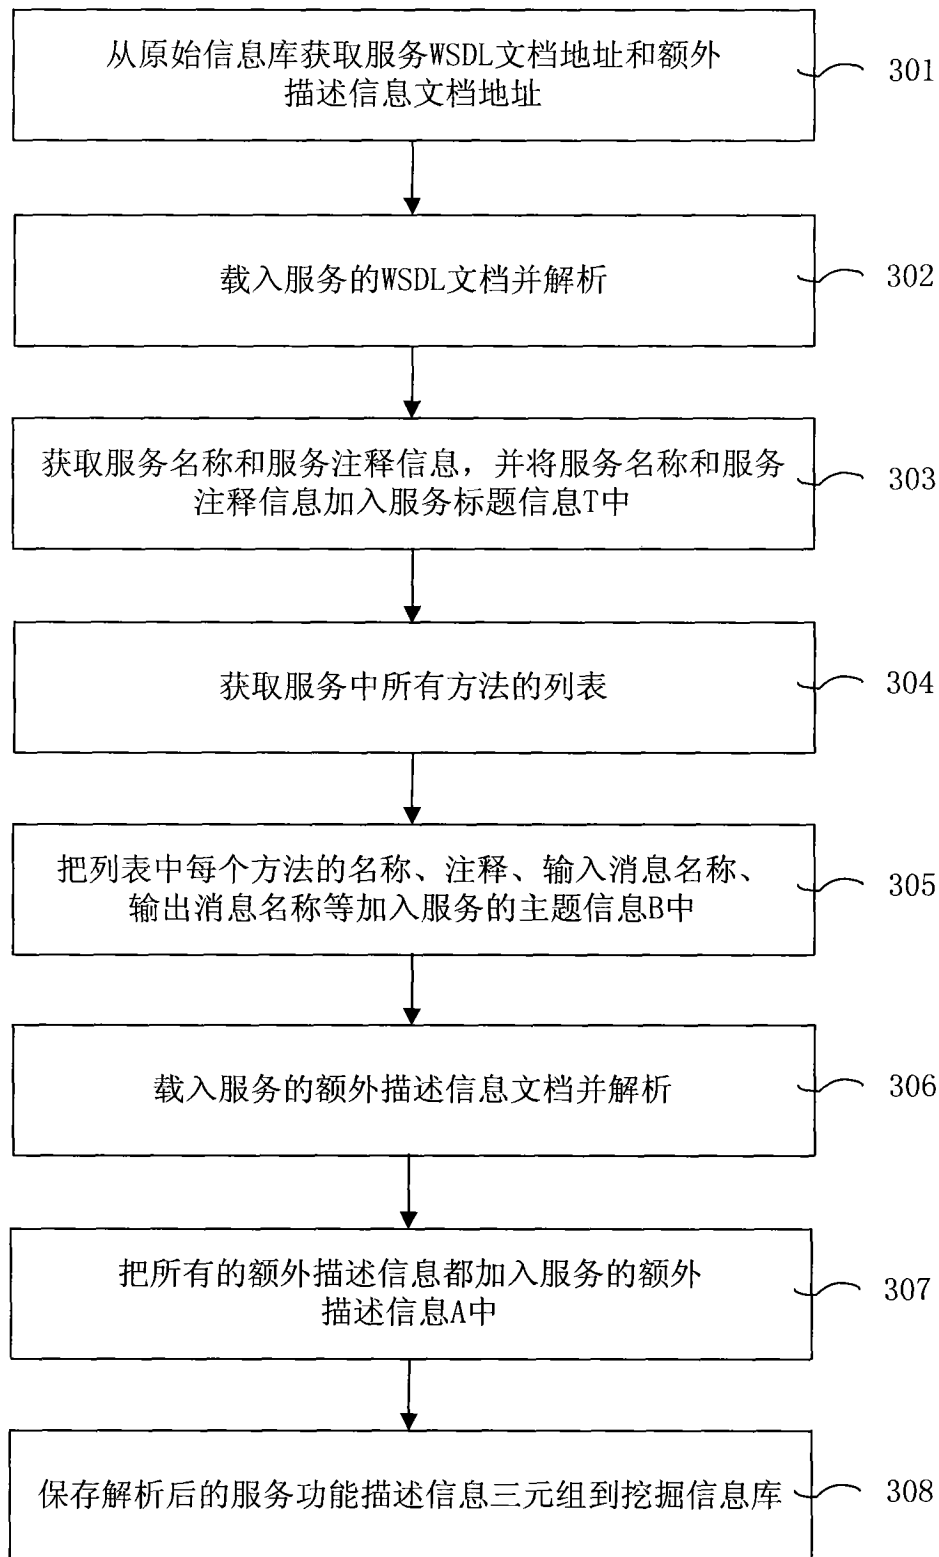 从原始信息库获取服务WSDL文档地址和额外
描述信息文档地址
301
载入服务的WSDL文档并解析
302
获取服务名称和服务注释信息，并将服务名称和服务
注释信息加入服务标题信息T中
303
获取服务中所有方法的列表
304
把列表中每个方法的名称、注释、输入消息名称、
输出消息名称等加入服务的主题信息B中
305
载入服务的额外描述信息文档并解析
306
把所有的额外描述信息都加入服务的额外
描述信息A中
307
保存解析后的服务功能描述信息三元组到挖掘信息库
308